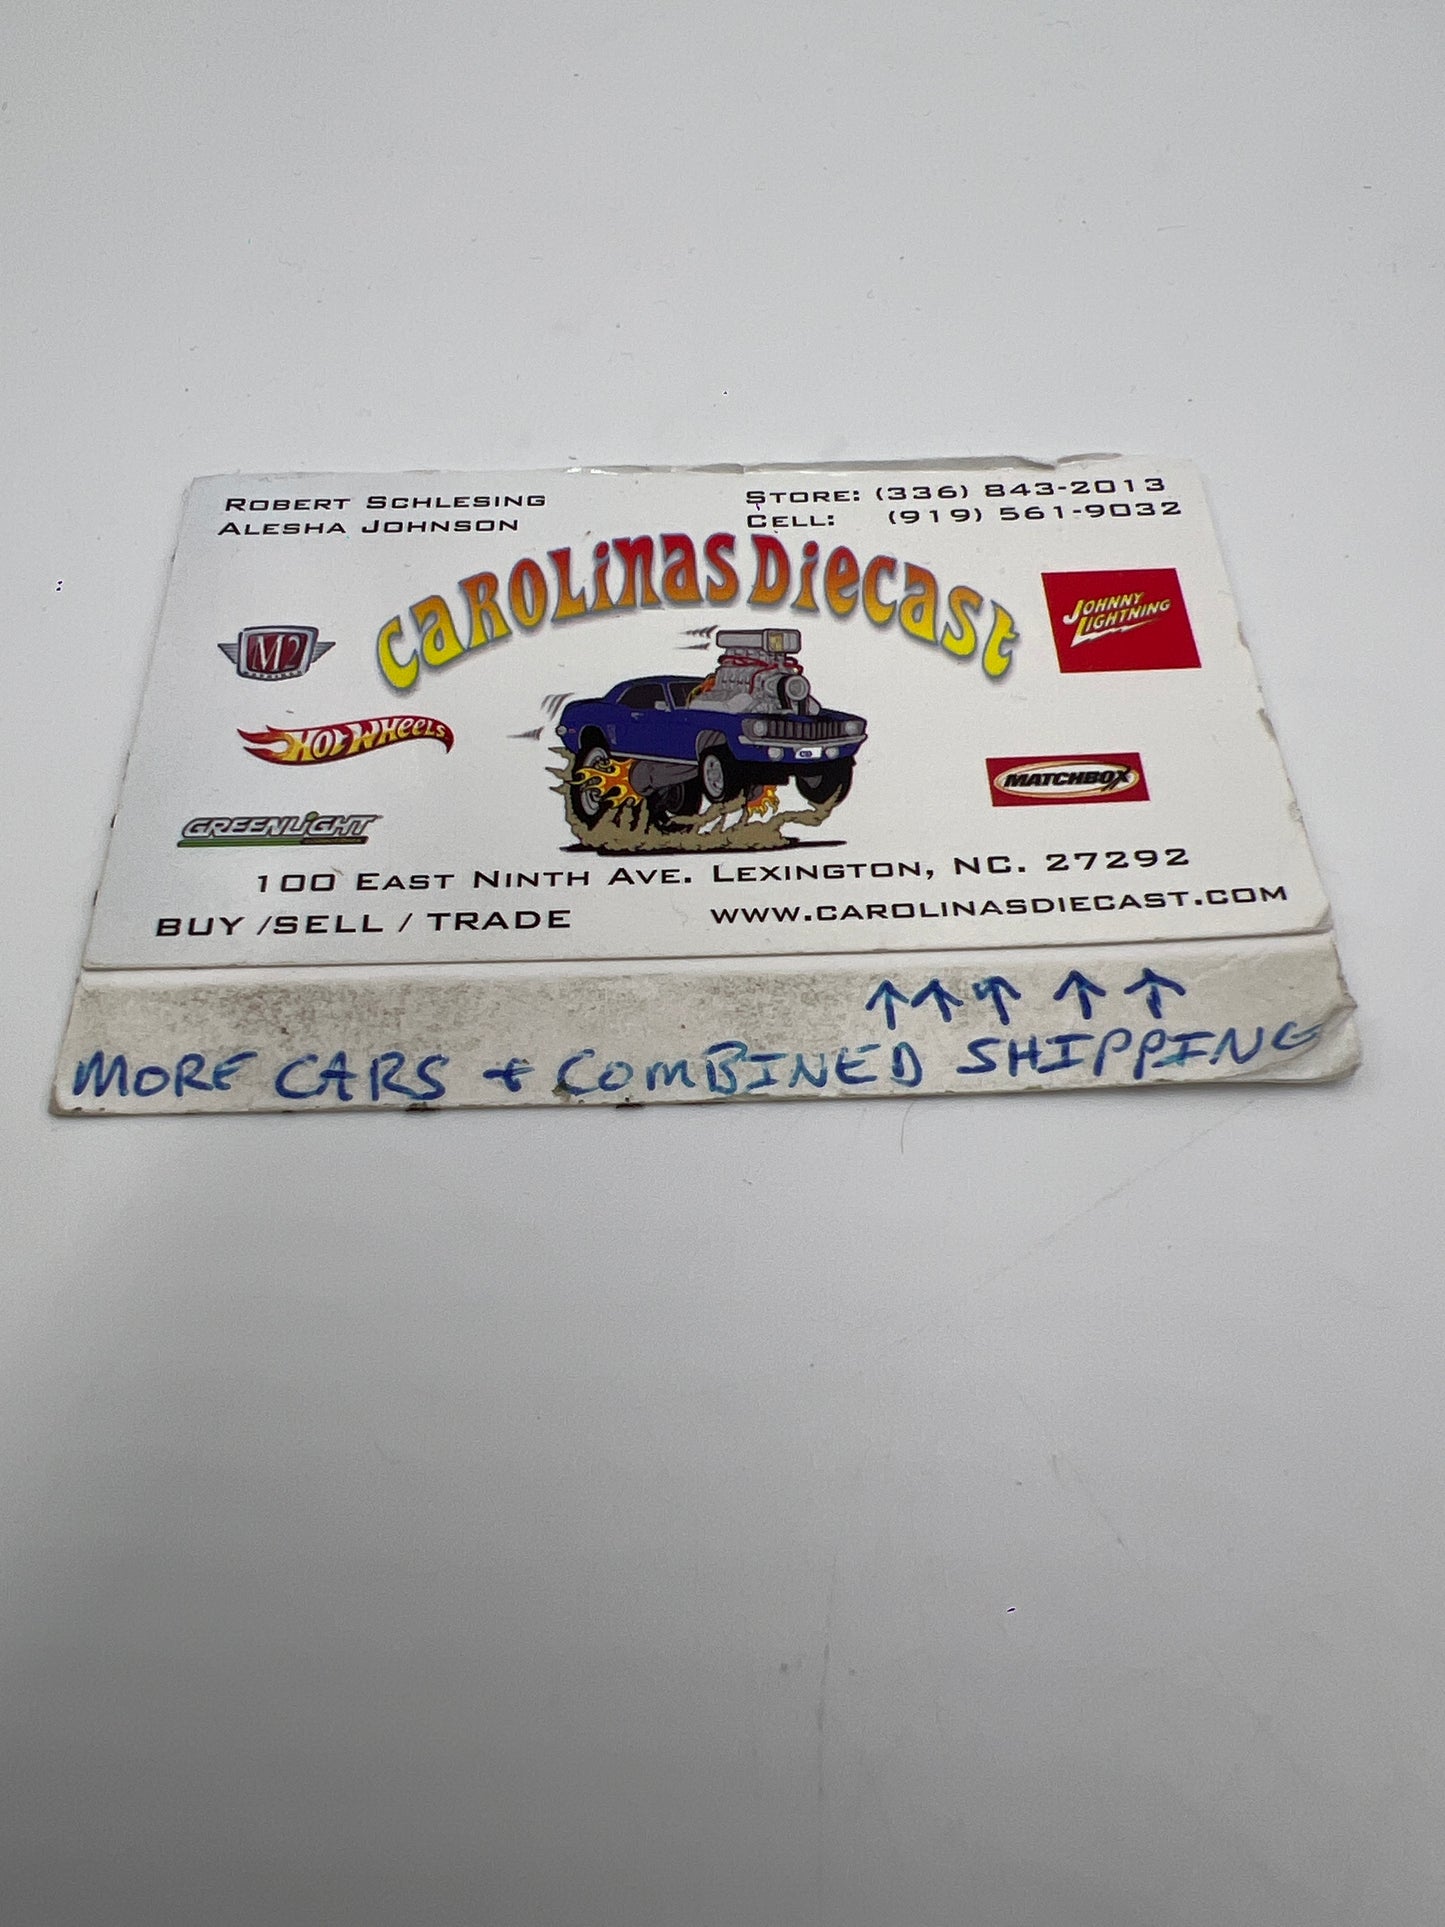 ROBERT SCHLESING
ALESHA JOHNSON
STORE: (336) 843-2013
CELL: (919) 561-9032
CAROLINAS DIECAST
M2
JOHNNY LIGHTNING
HOT WHEELS
MATCHBOX
GREENLIGHT
100 EAST NINTH AVE. LEXINGTON, NC. 27292
BUY /SELL / TRADE
WWW.CAROLINASDIECAST.COM
↑↑↑↑↑
MORE CARS + COMBINED SHIPPING